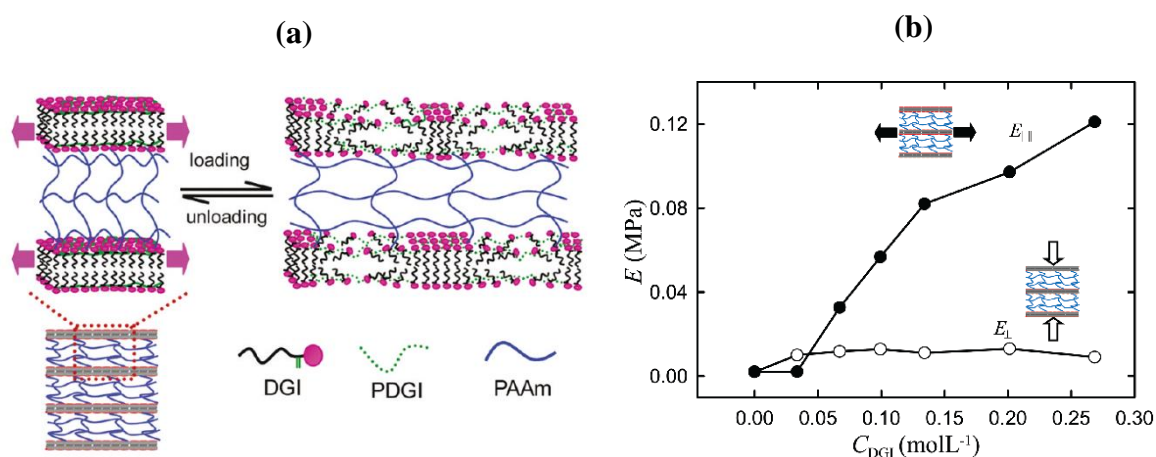 (a)
loading
unloading
DGI
PDGI
PAAm
(b)
E (MPa)
0.12
0.08
0.04
0.00
E||
E⊥
0.00 0.05 0.10 0.15 0.20 0.25 0.30
C_DGI (molL⁻¹)